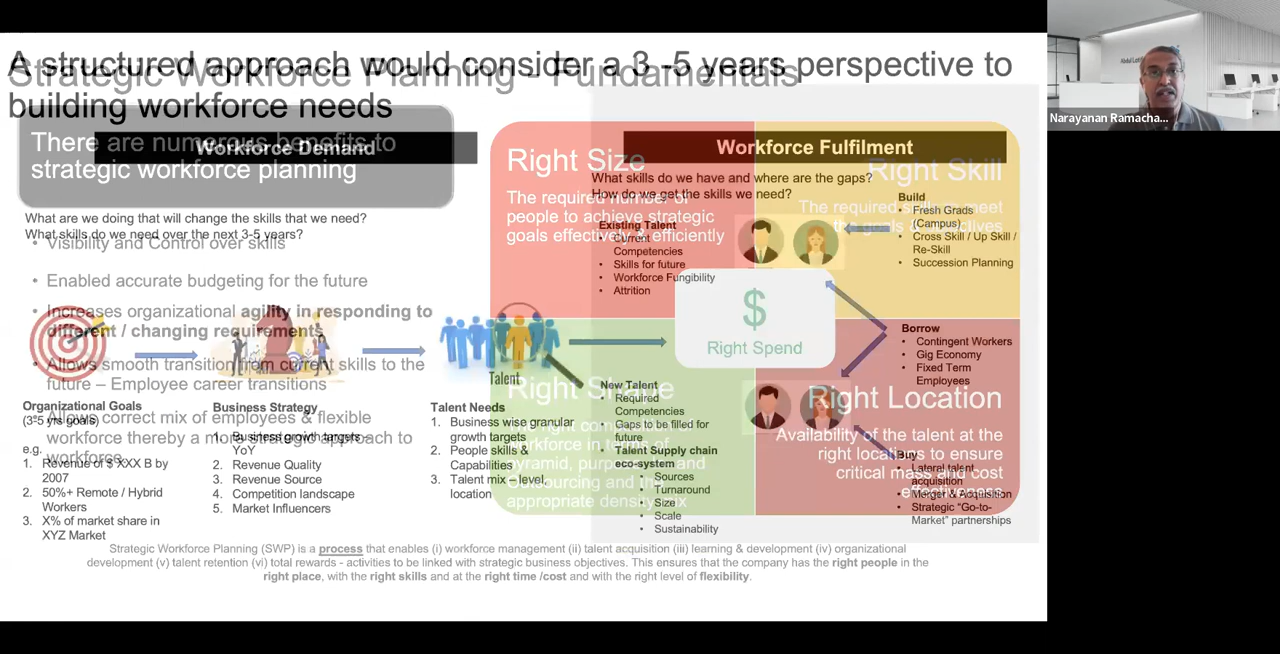 A structured approach would consider a 3 -5 years perspective to
building workforce needs
Strategic Workforce Planning – Fundamentals
There are numerous benefits to
strategic workforce planning
Workforce Demand
What are we doing that will change the skills that we need?
What skills do we need over the next 3-5 years?
• Visibility and Control over skills
• Enabled accurate budgeting for the future
• Increases organizational agility in responding to
different / changing requirements
• Allows smooth transition from current skills to the
future – Employee career transitions
• Allows correct mix of employees & flexible
workforce thereby a more strategic approach to
workforce
Organizational Goals
(3-5 yrs goals)
e.g.
1. Revenue of $ XXX B by
2007
2. 50%+ Remote / Hybrid
Workers
3. X% of market share in
XYZ Market
Business Strategy
1. Business growth targets –
YoY
2. Revenue Quality
3. Revenue Source
4. Competition landscape
5. Market Influencers
Talent
Talent Needs
1. Business wise granular
growth targets
2. People skills &
Capabilities
3. Talent mix – level,
location
Workforce Fulfilment
What skills do we have and where are the gaps?
How do we get the skills we need?
Existing Talent
• Current
Competencies
• Skills for future
• Workforce Fungibility
• Attrition
New Talent
• Required
Competencies
• Gaps to be filled for
future
• Talent Supply chain
eco-system
• Sources
• Turnaround
• Size
• Scale
• Sustainability
Build
• Fresh Grads
(Campus)
• Cross Skill / Up Skill /
Re-Skill
• Succession Planning
Borrow
• Contingent Workers
• Gig Economy
• Fixed Term
Employees
Buy
• Lateral talent
acquisition
• Merger & Acquisition
• Strategic "Go-to-
Market" partnerships
Right Size
The required number of
people to achieve strategic
goals effectively & efficiently
Right Skill
The required skills to meet
the goals & objectives
$
Right Spend
Right Shape
The right composition of
workforce in terms of
pyramid, purpose and
Outsourcing and the
appropriate density mix
Right Location
Availability of the talent at the
right locations to ensure
critical mass and cost
effectiveness
Strategic Workforce Planning (SWP) is a process that enables (i) workforce management (ii) talent acquisition (iii) learning & development (iv) organizational
development (v) talent retention (vi) total rewards - activities to be linked with strategic business objectives. This ensures that the company has the right people in the
right place, with the right skills and at the right time /cost and with the right level of flexibility.
Narayanan Ramacha...